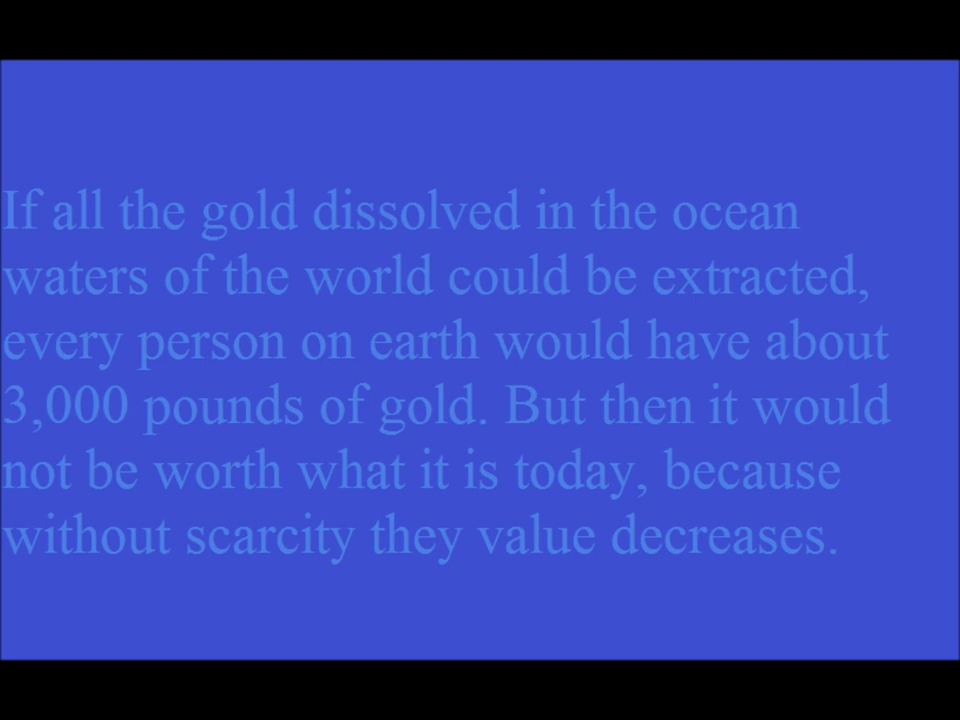 If all the gold dissolved in the ocean
waters of the world could be extracted,
every person on earth would have about
3,000 pounds of gold. But then it would
not be worth what it is today, because
without scarcity they value decreases.